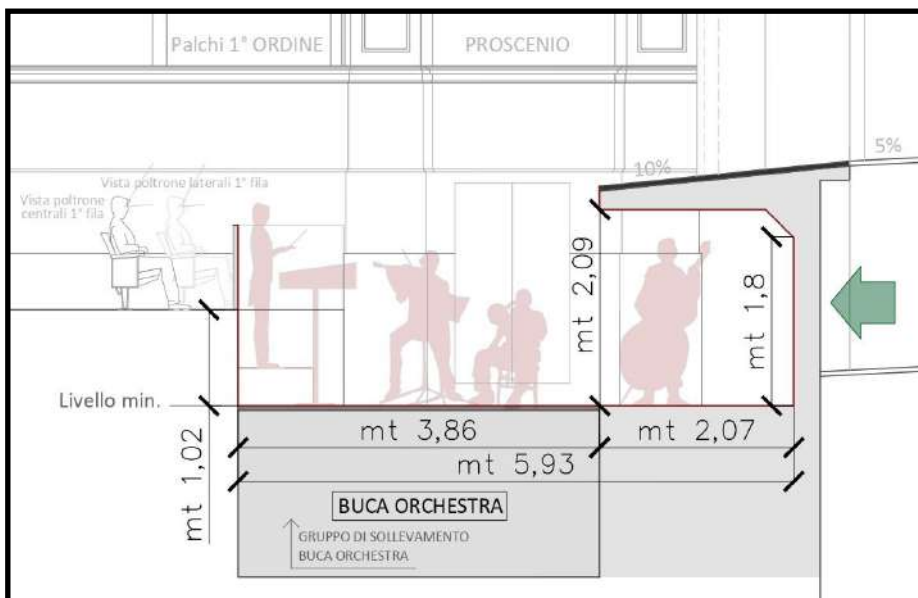 Palchi 1° ORDINE
PROSCENIO
5%
10%
Vista poltrone laterali 1° fila
Vista poltrone
centrali 1° fila
mt 2,09
mt 1,8
Livello min.
mt 1,02
mt 3,86
mt 2,07
mt 5,93
BUCA ORCHESTRA
GRUPPO DI SOLLEVAMENTO
BUCA ORCHESTRA